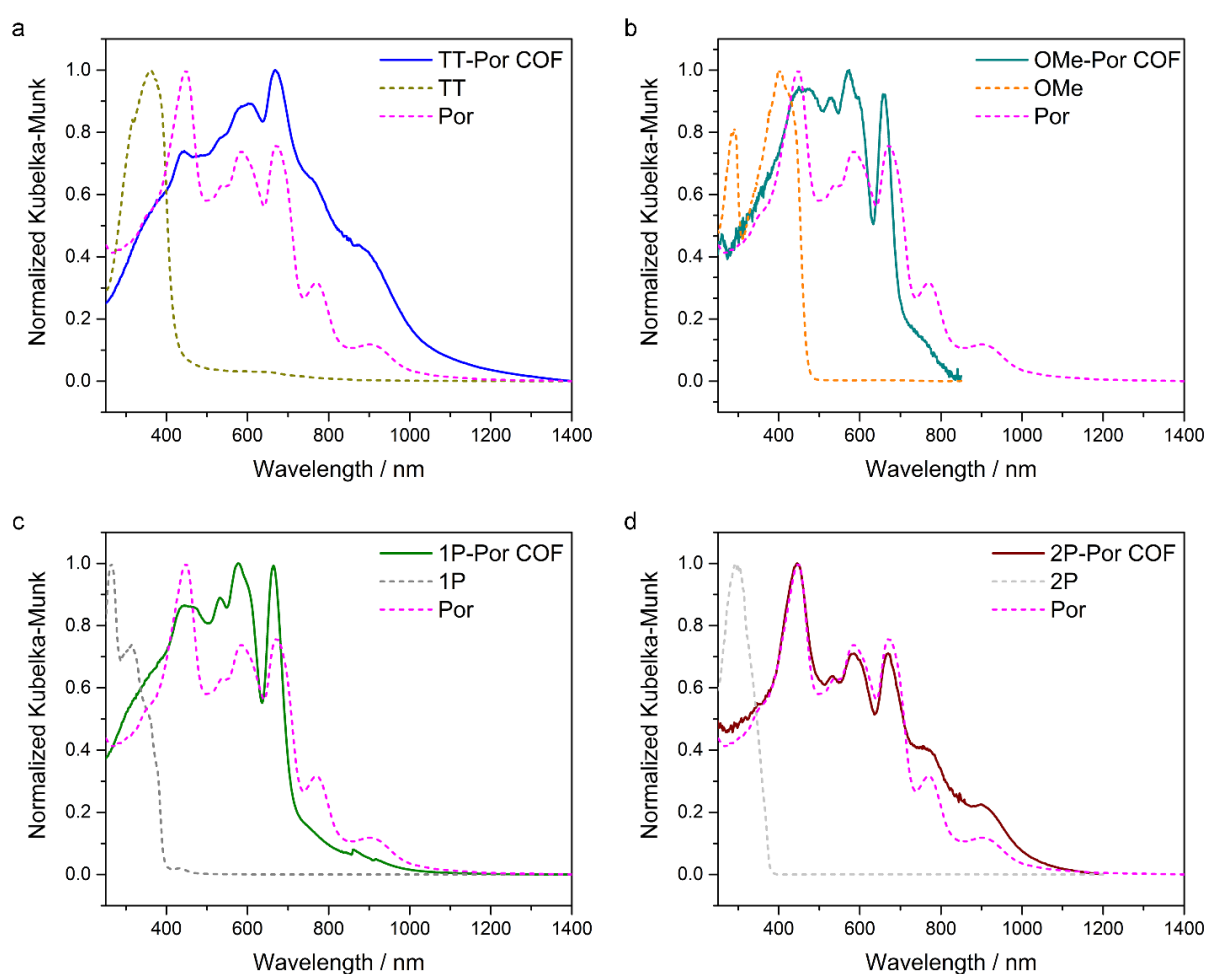 a
TT-Por COF
TT
Por
Normalized Kubelka-Munk
1.0
0.8
0.6
0.4
0.2
0.0
400 600 800 1000 1200 1400
Wavelength / nm
b
OMe-Por COF
OMe
Por
Normalized Kubelka-Munk
1.0
0.8
0.6
0.4
0.2
0.0
400 600 800 1000 1200 1400
Wavelength / nm
c
1P-Por COF
1P
Por
Normalized Kubelka-Munk
1.0
0.8
0.6
0.4
0.2
0.0
400 600 800 1000 1200 1400
Wavelength / nm
d
2P-Por COF
2P
Por
Normalized Kubelka-Munk
1.0
0.8
0.6
0.4
0.2
0.0
400 600 800 1000 1200 1400
Wavelength / nm